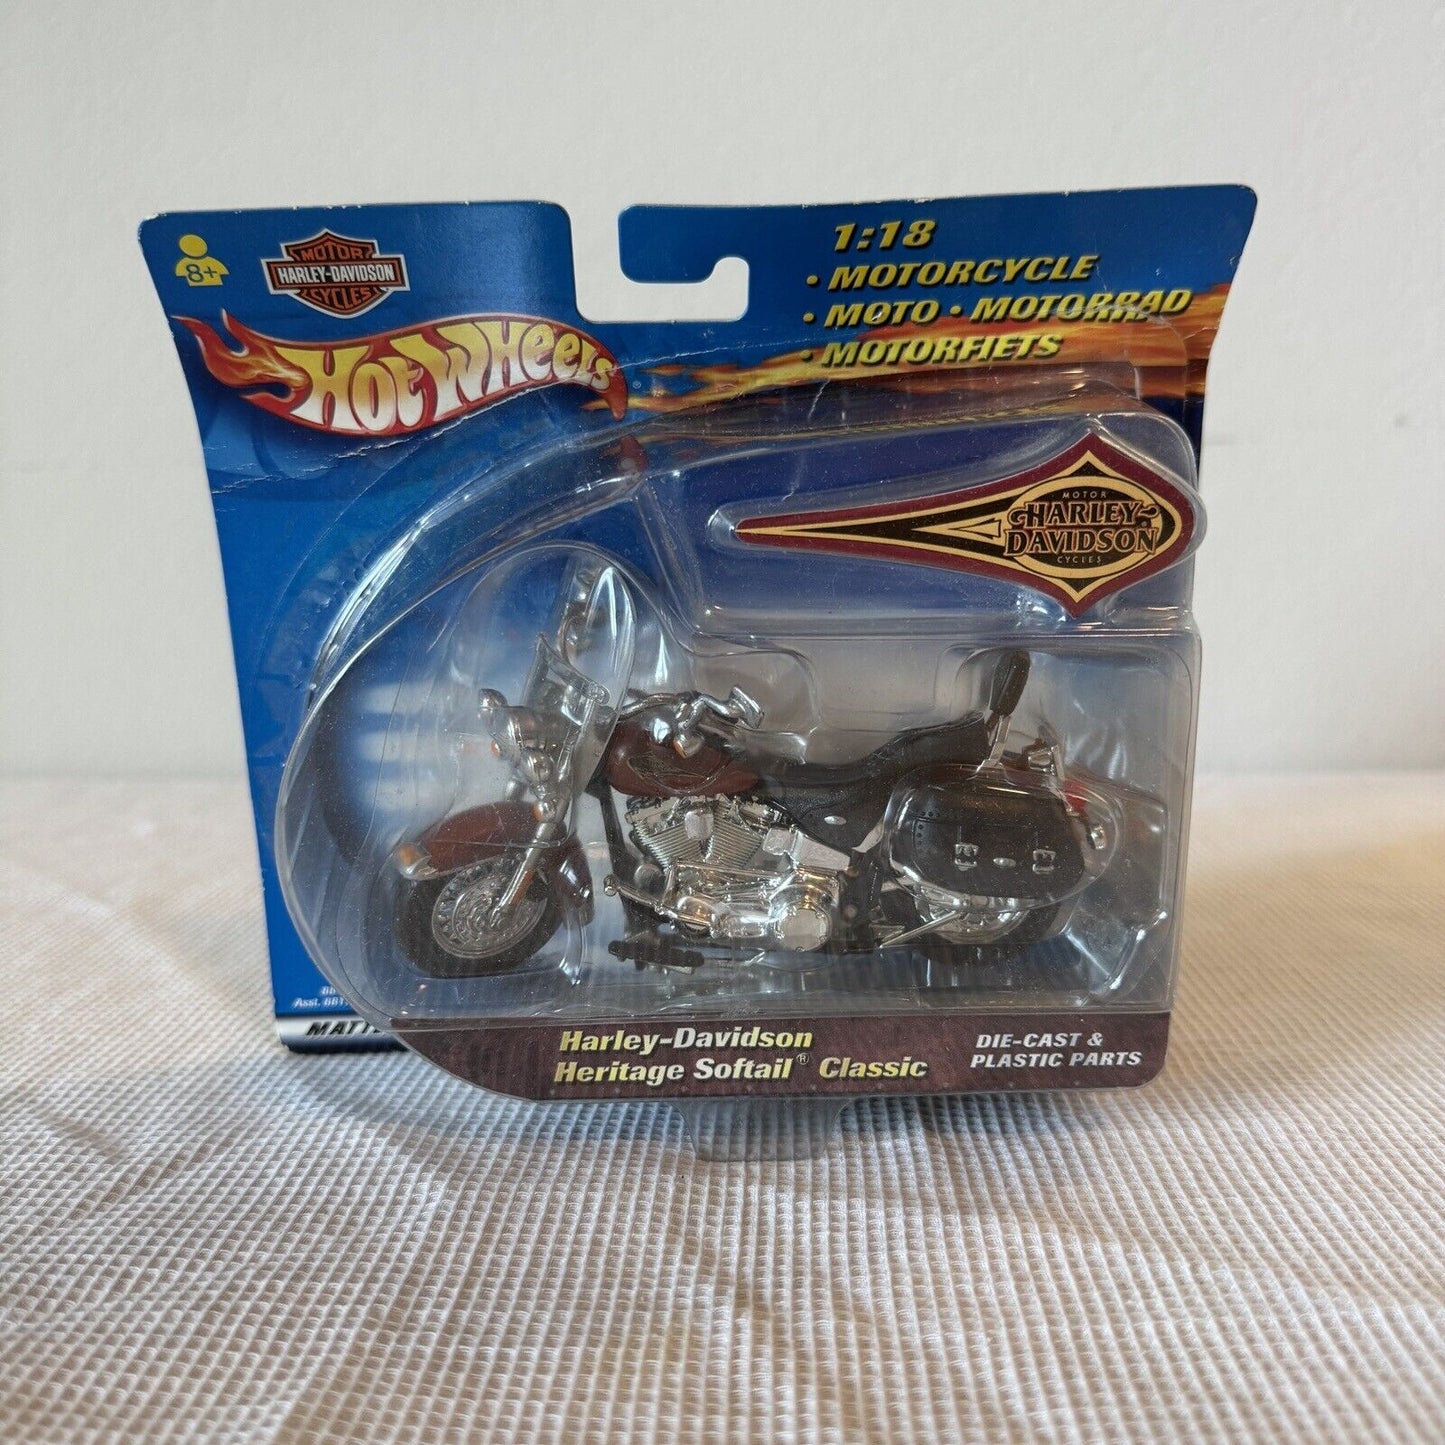 8+
MOTOR
HARLEY-DAVIDSON
CYCLES
HOT WHEELS
1:18
• MOTORCYCLE
• MOTO • MOTORRAD
• MOTORFIETS
MOTOR
HARLEY-
DAVIDSON
CYCLES
Asst.
Harley-Davidson
Heritage Softail® Classic
DIE-CAST &
PLASTIC PARTS